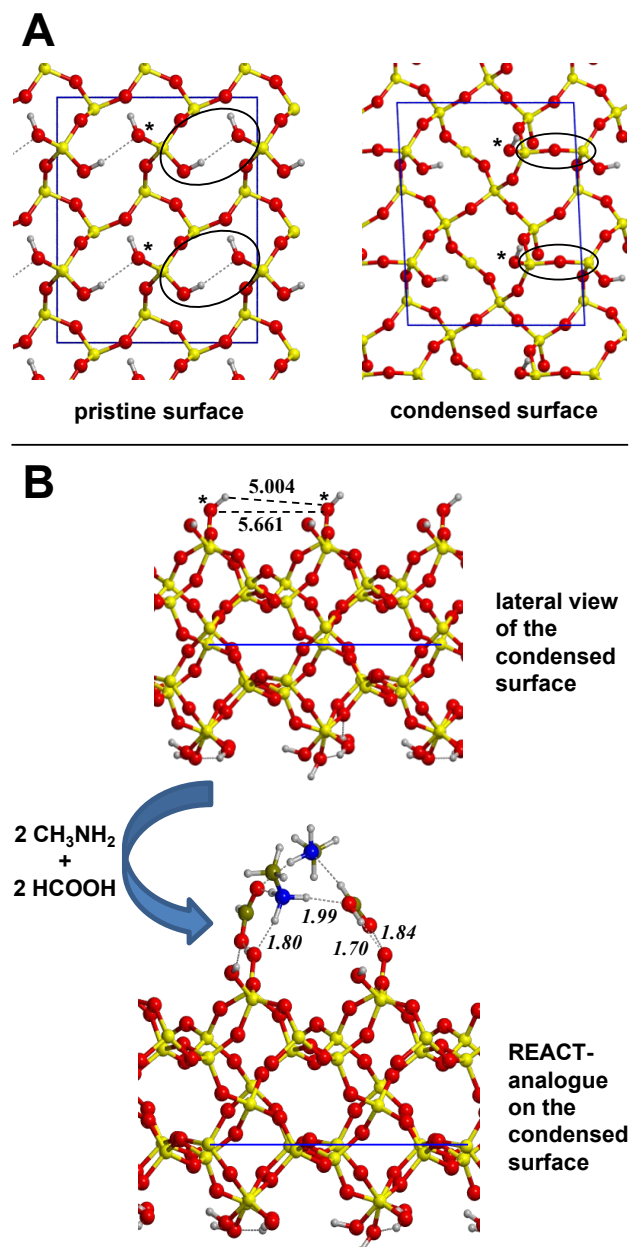 A
*
*
*
*
pristine surface
condensed surface
B
* 5.004 *
5.661
lateral view
of the
condensed
surface
2 CH₃NH₂
+
2 HCOOH
1.99
1.84
1.80
1.70
REACT-
analogue
on the
condensed
surface